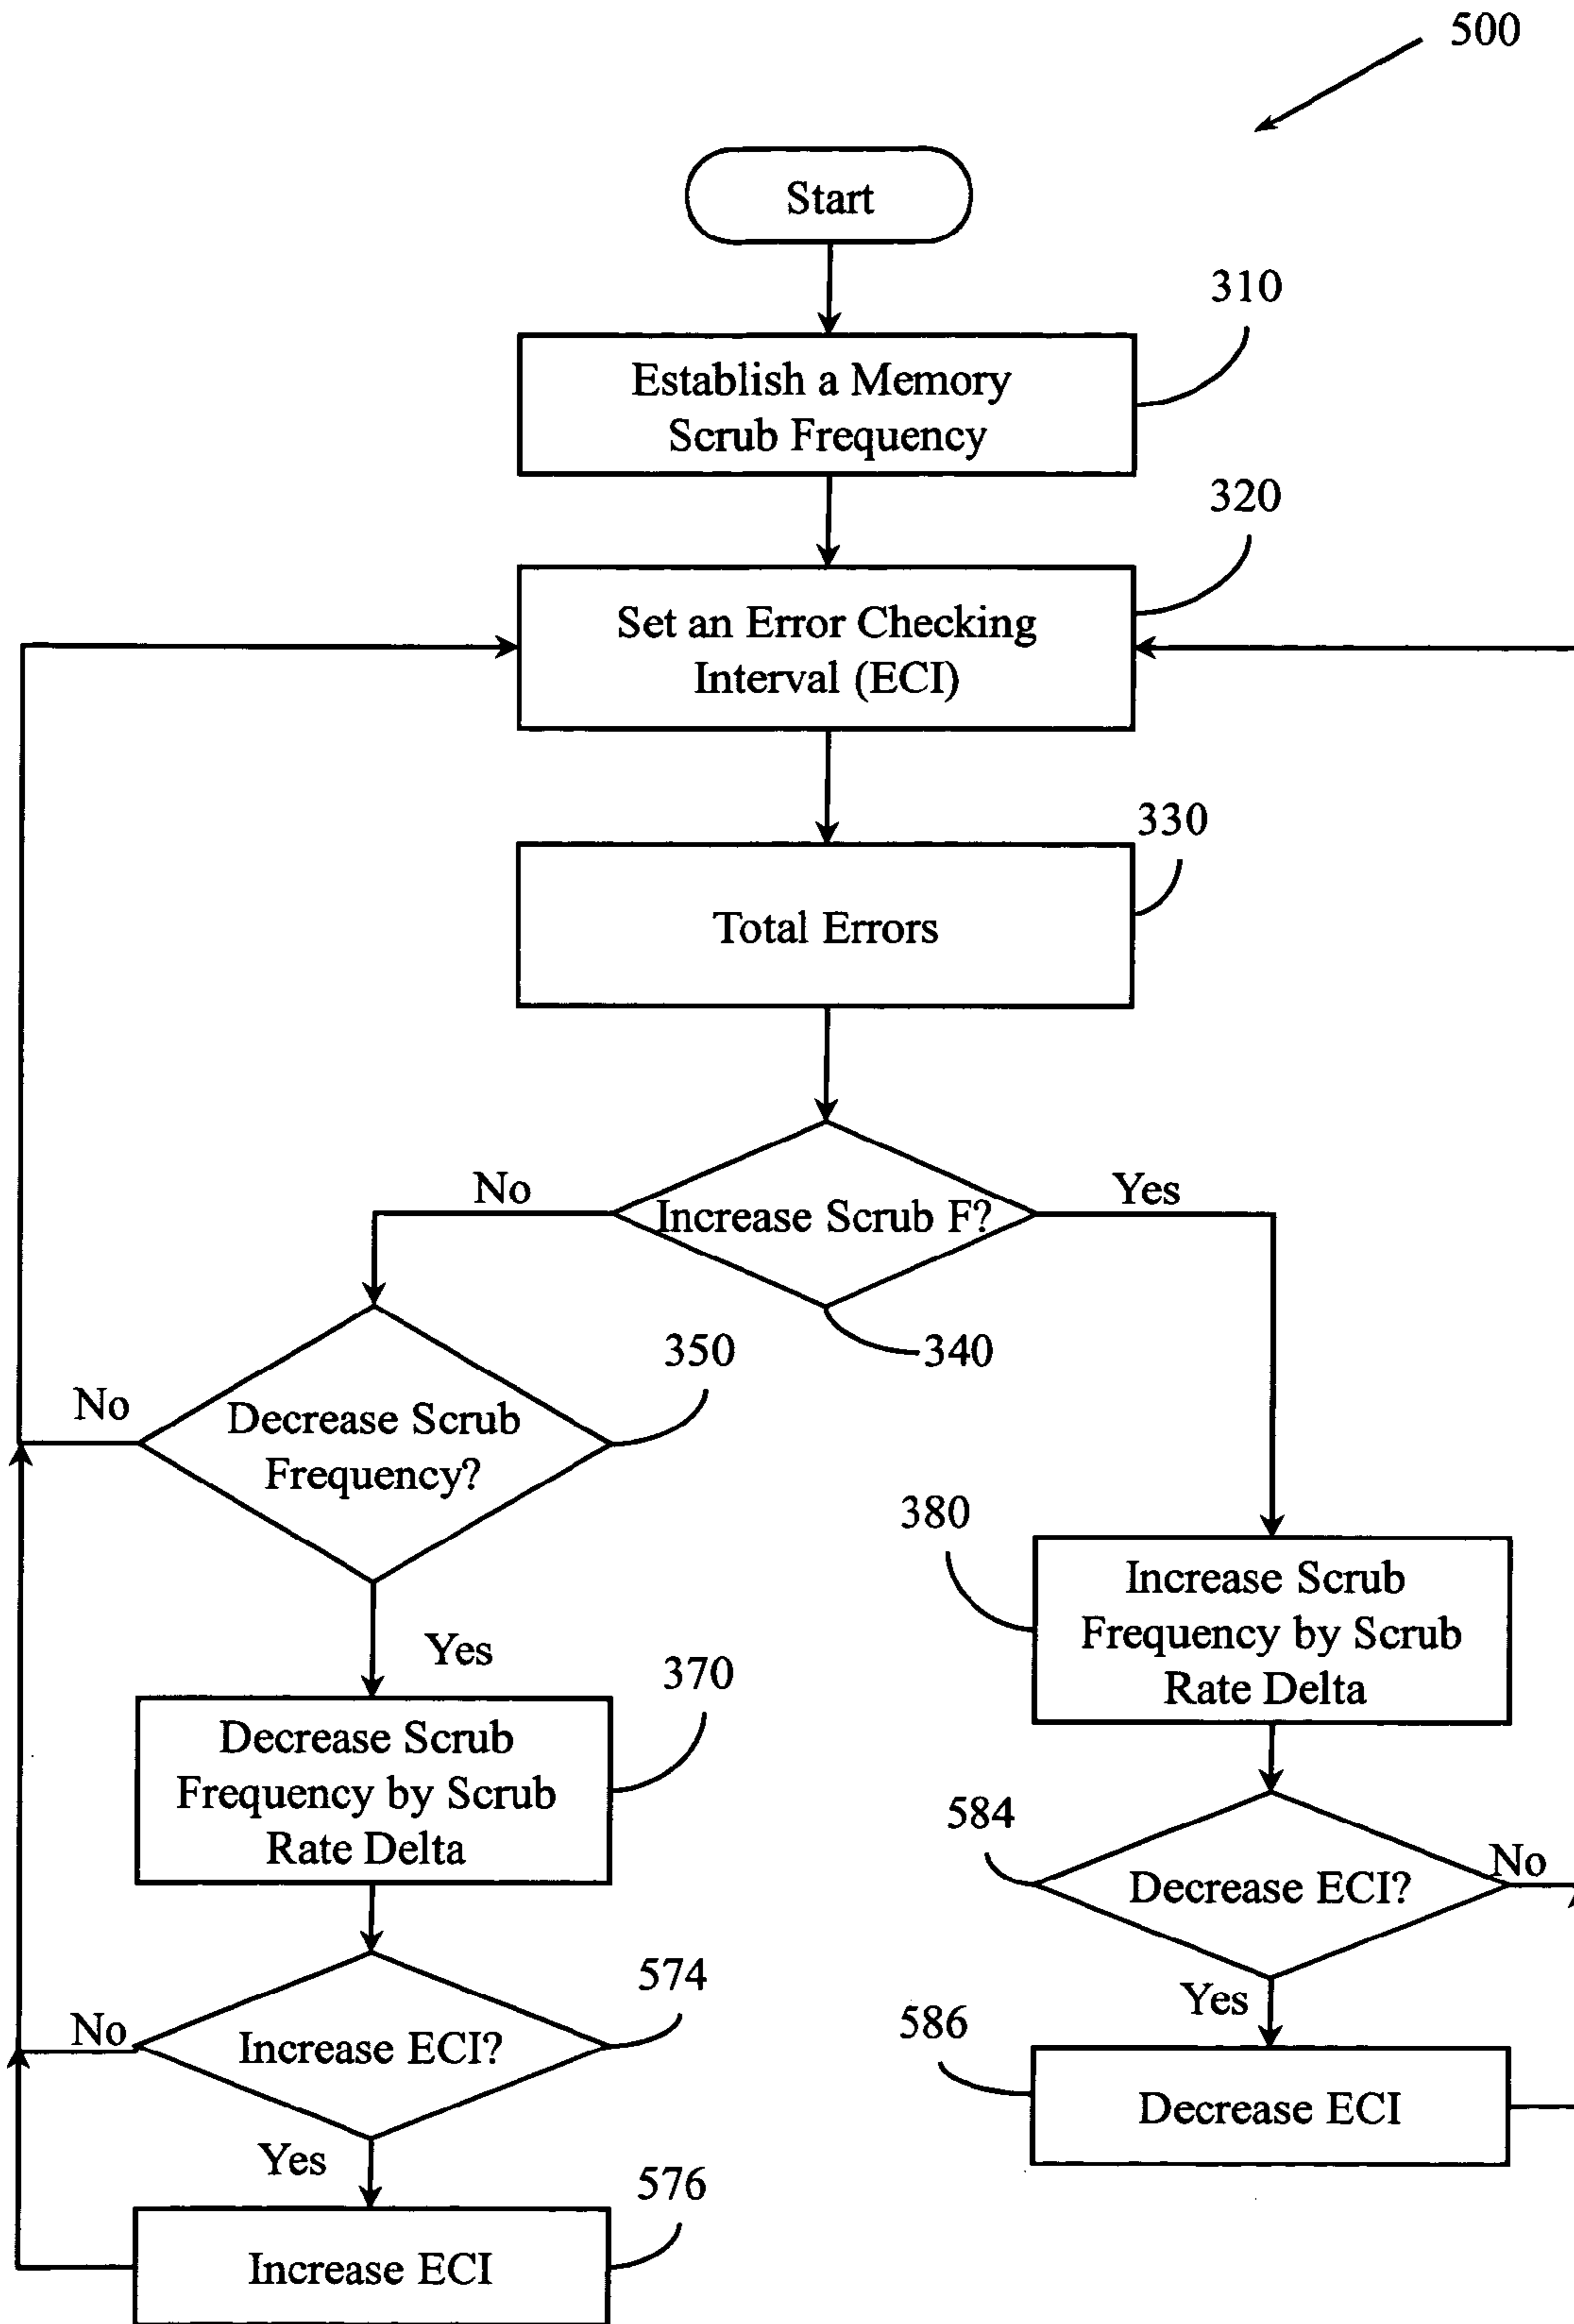 500
Start
310
Establish a Memory
Scrub Frequency
320
Set an Error Checking
Interval (ECI)
330
Total Errors
No
Yes
Increase Scrub F?
340
350
No
Decrease Scrub
Frequency?
380
Increase Scrub
Frequency by Scrub
Rate Delta
Yes
370
Decrease Scrub
Frequency by Scrub
Rate Delta
584
No
Decrease ECI?
574
Yes
No
Increase ECI?
586
Decrease ECI
Yes
576
Increase ECI